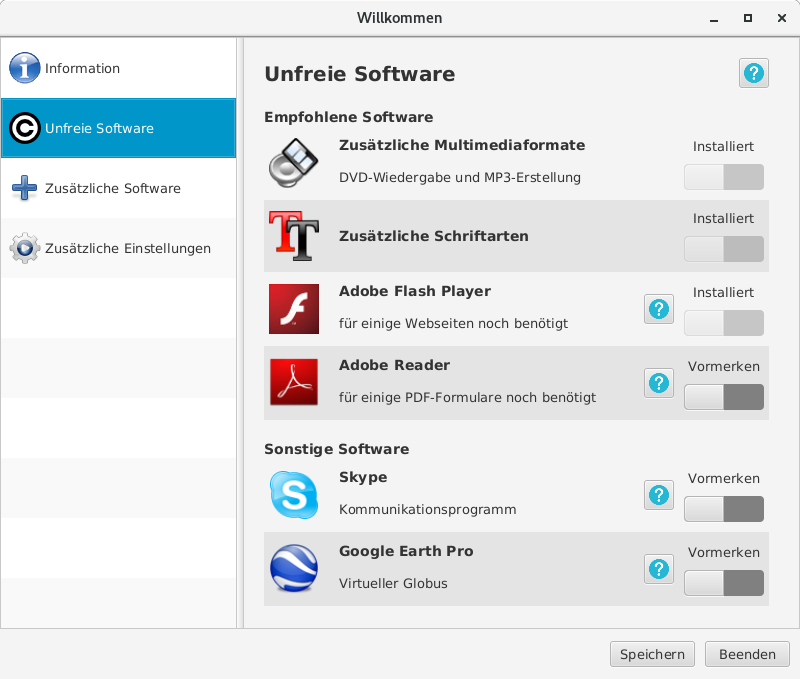 Willkommen
Information
Unfreie Software
Zusätzliche Software
Zusätzliche Einstellungen
Unfreie Software
Empfohlene Software
Zusätzliche Multimediaformate
DVD-Wiedergabe und MP3-Erstellung
Installiert
Zusätzliche Schriftarten
Installiert
Adobe Flash Player
für einige Webseiten noch benötigt
Installiert
Adobe Reader
für einige PDF-Formulare noch benötigt
Vormerken
Sonstige Software
Skype
Kommunikationsprogramm
Vormerken
Google Earth Pro
Virtueller Globus
Vormerken
Speichern
Beenden